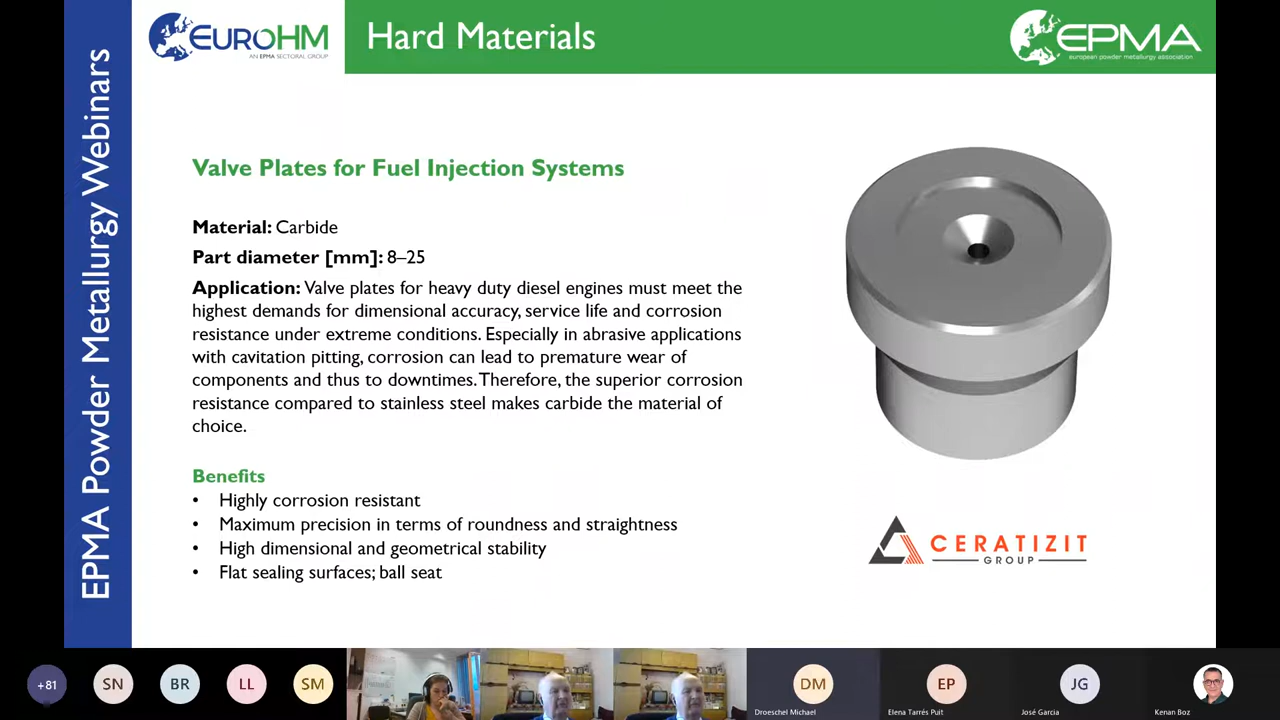 EPMA Powder Metallurgy Webinars
EUROHM
AN EPMA SECTORAL GROUP
Hard Materials
EPMA
european powder metallurgy association
Valve Plates for Fuel Injection Systems
Material: Carbide
Part diameter [mm]: 8–25
Application: Valve plates for heavy duty diesel engines must meet the
highest demands for dimensional accuracy, service life and corrosion
resistance under extreme conditions. Especially in abrasive applications
with cavitation pitting, corrosion can lead to premature wear of
components and thus to downtimes. Therefore, the superior corrosion
resistance compared to stainless steel makes carbide the material of
choice.
Benefits
• Highly corrosion resistant
• Maximum precision in terms of roundness and straightness
• High dimensional and geometrical stability
• Flat sealing surfaces; ball seat
CERATIZIT
GROUP
+81
SN
BR
LL
SM
DM
Droeschel Michael
EP
Elena Tarrés Puit
JG
José Garcia
Kenan Boz